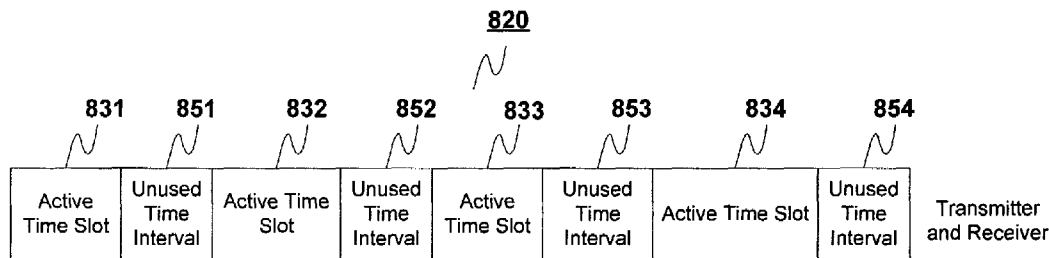 820
831 851 832 852 833 853 834 854
Active Time Slot
Unused Time Interval
Active Time Slot
Unused Time Interval
Active Time Slot
Unused Time Interval
Active Time Slot
Unused Time Interval
Transmitter and Receiver